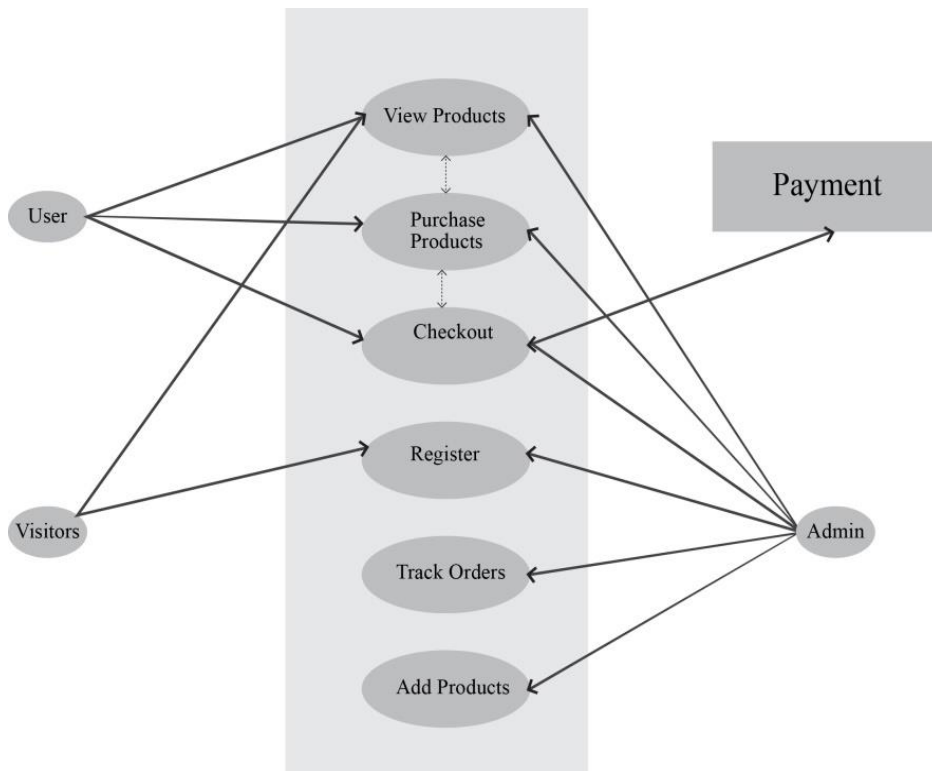 View Products
Payment
User
Purchase
Products
Checkout
Register
Visitors
Admin
Track Orders
Add Products